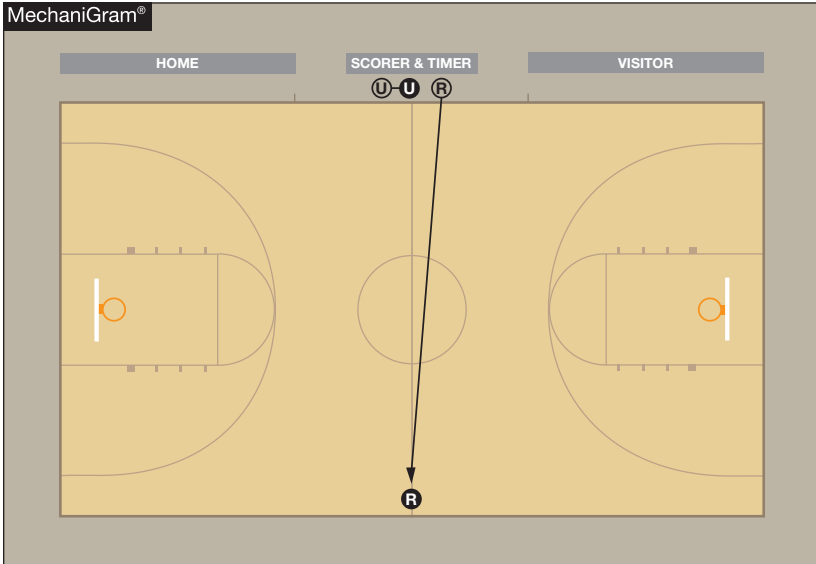 MechaniGram®
HOME
SCORER & TIMER
VISITOR
U U R
R